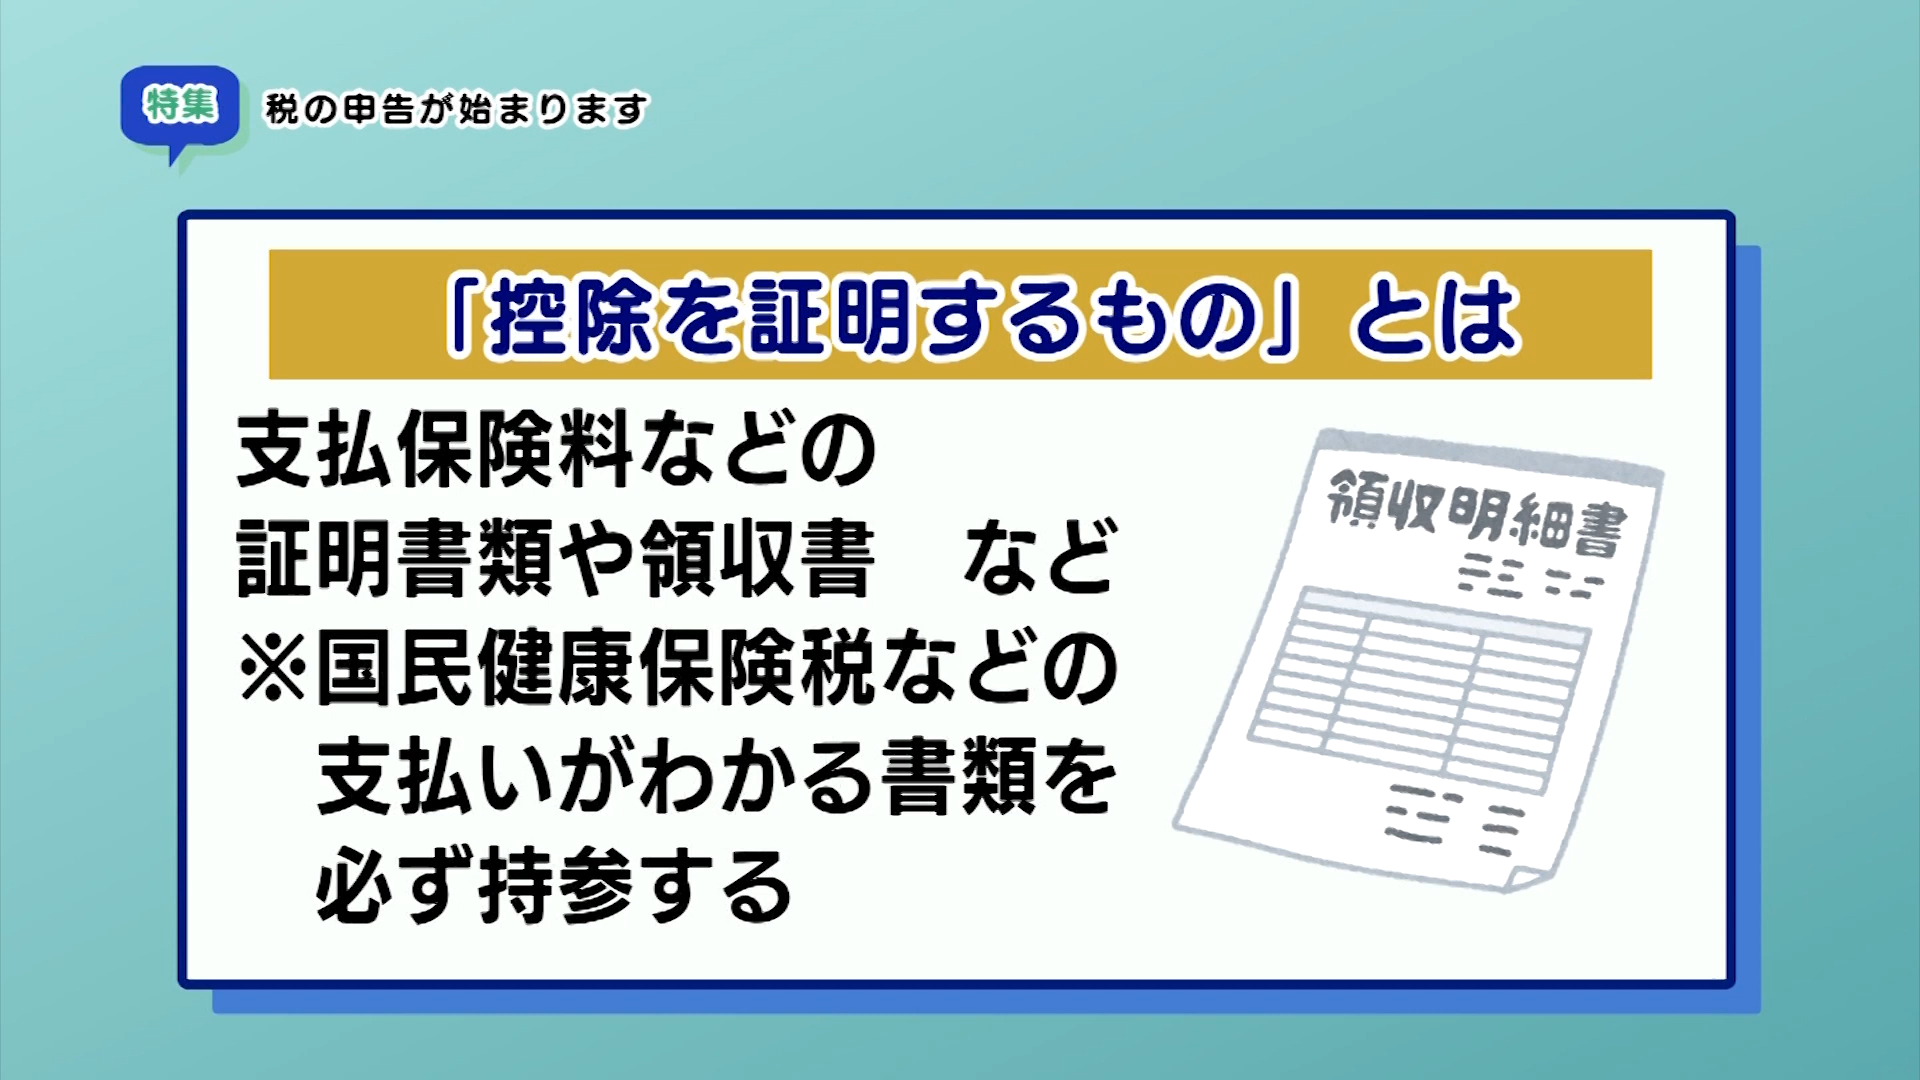 特集
税の申告が始まります
「控除を証明するもの」とは
支払保険料などの
証明書類や領収書　など
※国民健康保険税などの
支払いがわかる書類を
必ず持参する
領収明細書